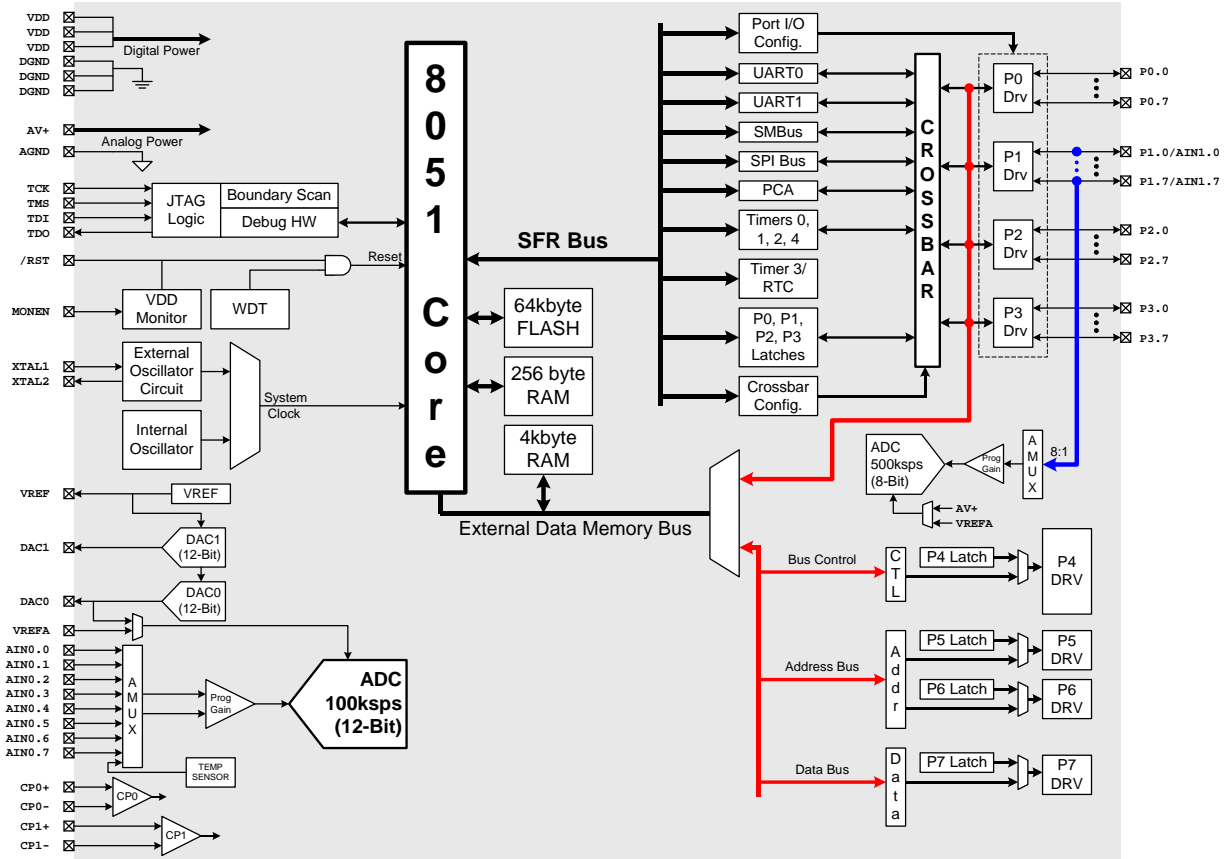 VDD
VDD
VDD
Digital Power
DGND
DGND
DGND
AV+
Analog Power
AGND
TCK
TMS
TDI
TDO
JTAG
Logic
Boundary Scan
Debug HW
/RST
Reset
MONEN
VDD
Monitor
WDT
XTAL1
XTAL2
External
Oscillator
Circuit
Internal
Oscillator
System
Clock
VREF
VREF
DAC1
DAC1
(12-Bit)
DAC0
DAC0
(12-Bit)
VREFA
AIN0.0
AIN0.1
AIN0.2
AIN0.3
AIN0.4
AIN0.5
AIN0.6
AIN0.7
A
M
U
X
Prog
Gain
ADC
100ksps
(12-Bit)
TEMP
SENSOR
CP0+
CP0-
CP0
CP1+
CP1-
CP1
8
0
5
1
C
o
r
e
SFR Bus
64kbyte
FLASH
256 byte
RAM
4kbyte
RAM
External Data Memory Bus
Port I/O
Config.
UART0
UART1
SMBus
SPI Bus
PCA
Timers 0,
1, 2, 4
Timer 3/
RTC
P0, P1,
P2, P3
Latches
Crossbar
Config.
C
R
O
S
S
B
A
R
P0
Drv
P1
Drv
P2
Drv
P3
Drv
P0.0
P0.7
P1.0/AIN1.0
P1.7/AIN1.7
P2.0
P2.7
P3.0
P3.7
ADC
500ksps
(8-Bit)
Prog
Gain
A
M
U
X
8:1
AV+
VREFA
Bus Control
C
T
L
P4 Latch
P4
DRV
Address Bus
A
d
d
r
P5 Latch
P5
DRV
P6 Latch
P6
DRV
Data Bus
D
a
t
a
P7 Latch
P7
DRV